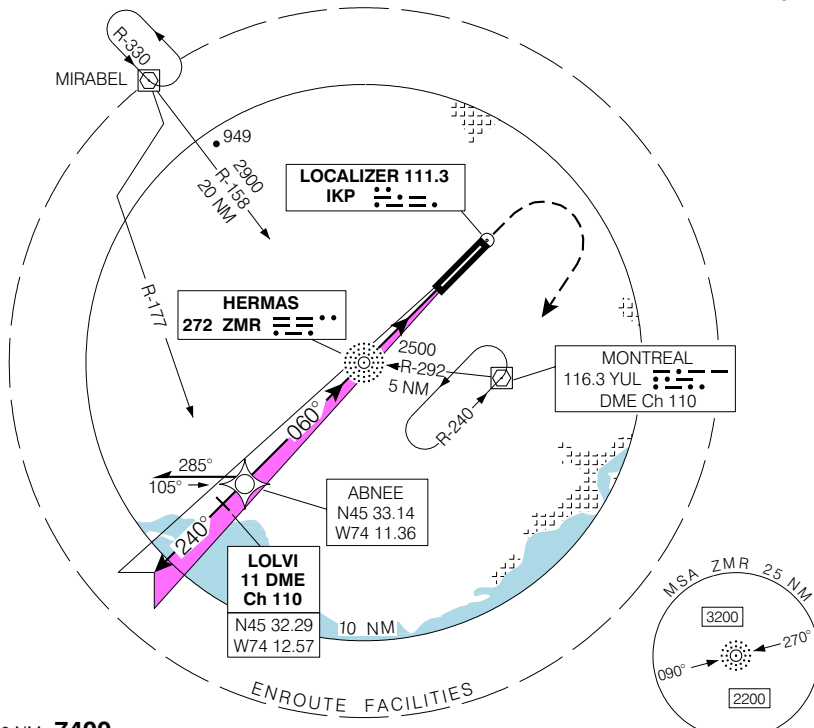 R-330
MIRABEL
949
2900
R-158
20 NM
LOCALIZER 111.3
IKP
R-177
HERMAS
272 ZMR
2500
R-292
5 NM
MONTREAL
116.3 YUL
DME Ch 110
R-240
060°
285°
105°
240°
ABNEE
N45 33.14
W74 11.36
LOLVI
11 DME
Ch 110
N45 32.29
W74 12.57
10 NM
ENROUTE FACILITIES
MSA ZMR 25 NM
3200
270°
090°
2200
7400